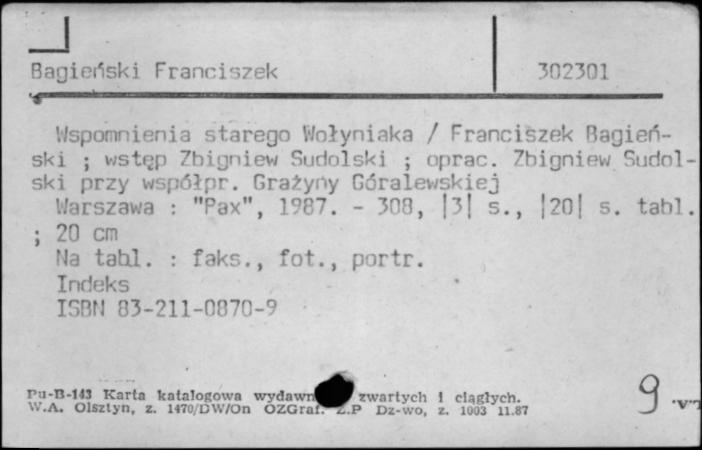 Bagieński Franciszek 302301
Wspomnienia starego Wołyniaka / Franciszek Bagień-
ski ; wstęp Zbigniew Sudolski ; oprac. Zbigniew Sudol-
ski przy współpr. Grażyny Góralewskiej
Warszawa : "Pax", 1987. - 308, |3| s., |20| s. tabl.
; 20 cm
Na tabl. : faks., fot., portr.
Indeks
ISBN 83-211-0870-9
Pu-B-143 Karta katalogowa wydawn zwartych i ciągłych.
W.A. Olsztyn, z. 1470/DW/On OZGraf. Z.P Dz-wo, z. 1003 11.87
9